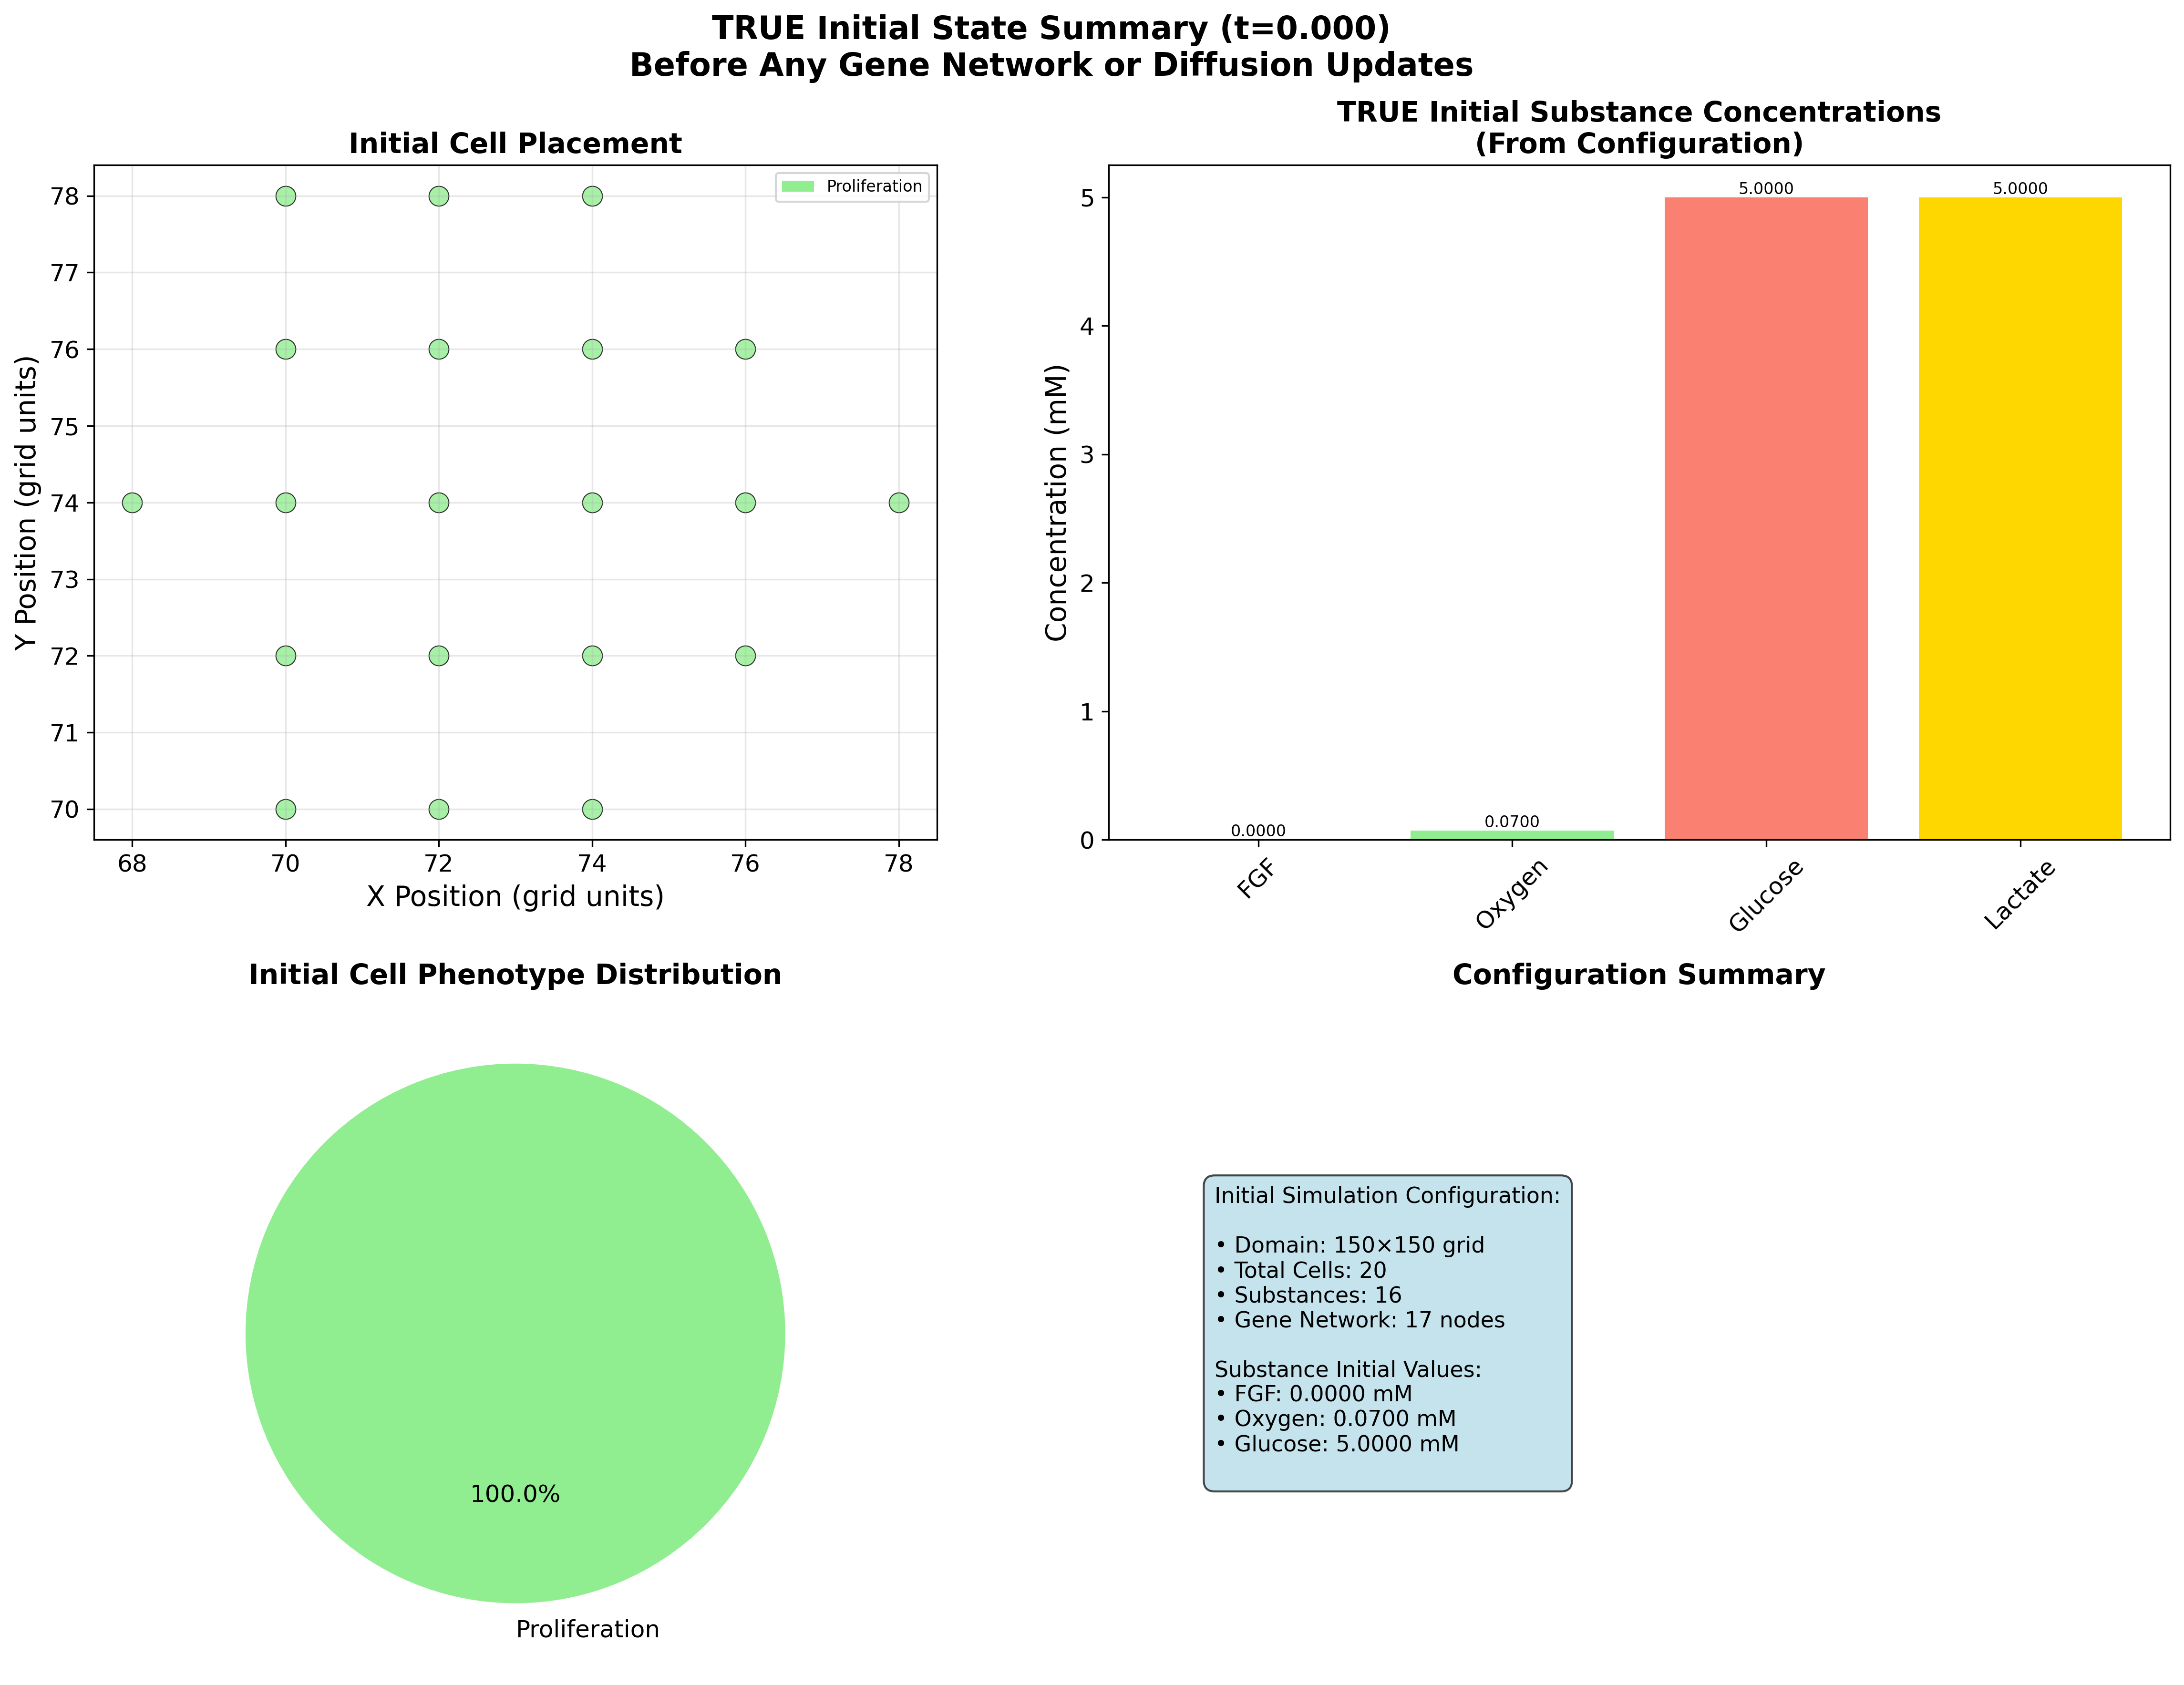 TRUE Initial State Summary (t=0.000)
Before Any Gene Network or Diffusion Updates
Initial Cell Placement
Proliferation
78
77
76
75
74
73
72
71
70
Y Position (grid units)
68
70
72
74
76
78
X Position (grid units)
TRUE Initial Substance Concentrations
(From Configuration)
5.0000
5.0000
0.0700
0.0000
5
4
3
2
1
0
Concentration (mM)
FGF
Oxygen
Glucose
Lactate
Initial Cell Phenotype Distribution
100.0%
Proliferation
Configuration Summary
Initial Simulation Configuration:
• Domain: 150×150 grid
• Total Cells: 20
• Substances: 16
• Gene Network: 17 nodes
Substance Initial Values:
• FGF: 0.0000 mM
• Oxygen: 0.0700 mM
• Glucose: 5.0000 mM